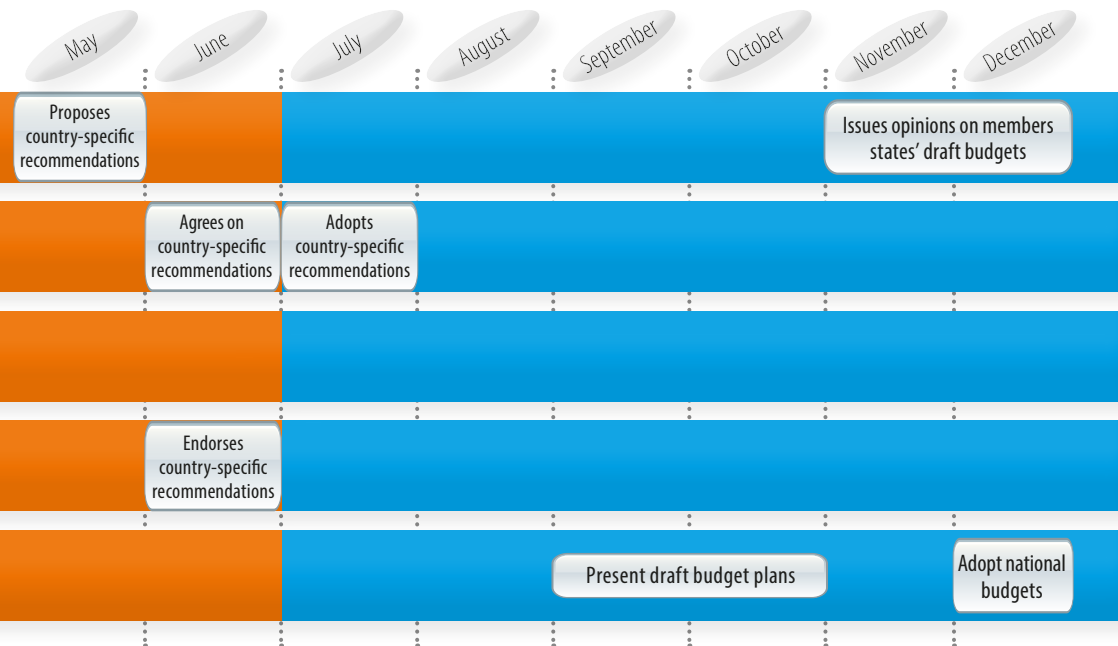 May
June
July
August
September
October
November
December
Proposes
country-specific
recommendations
Issues opinions on members
states’ draft budgets
Agrees on
country-specific
recommendations
Adopts
country-specific
recommendations
Endorses
country-specific
recommendations
Present draft budget plans
Adopt national
budgets